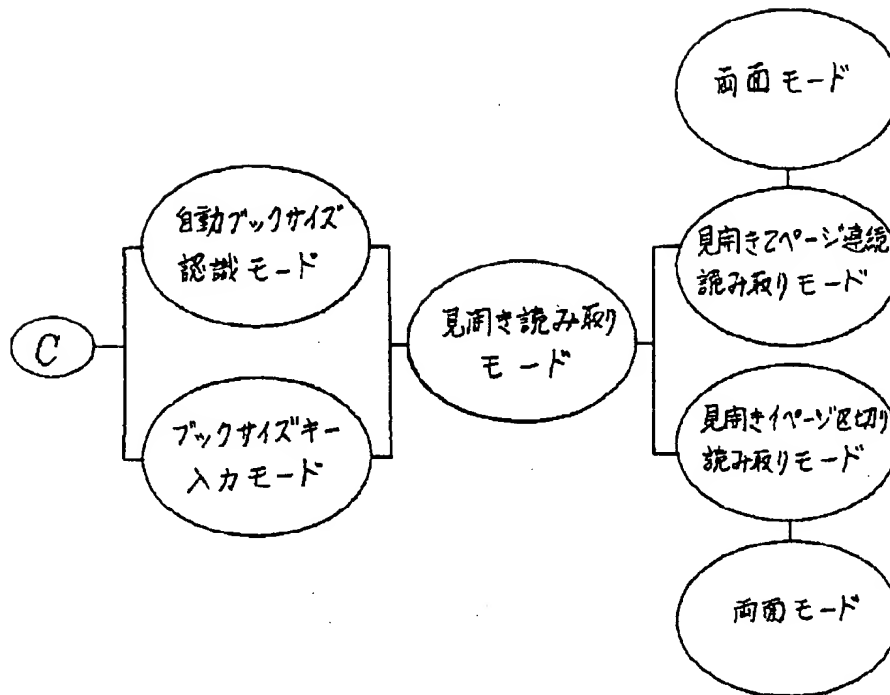 両面モード
自動ブックサイズ
認識モード
見開き2ページ連続
読み取りモード
C
見開き読み取り
モード
ブックサイズキー
入力モード
見開き1ページ区切り
読み取りモード
両面モード